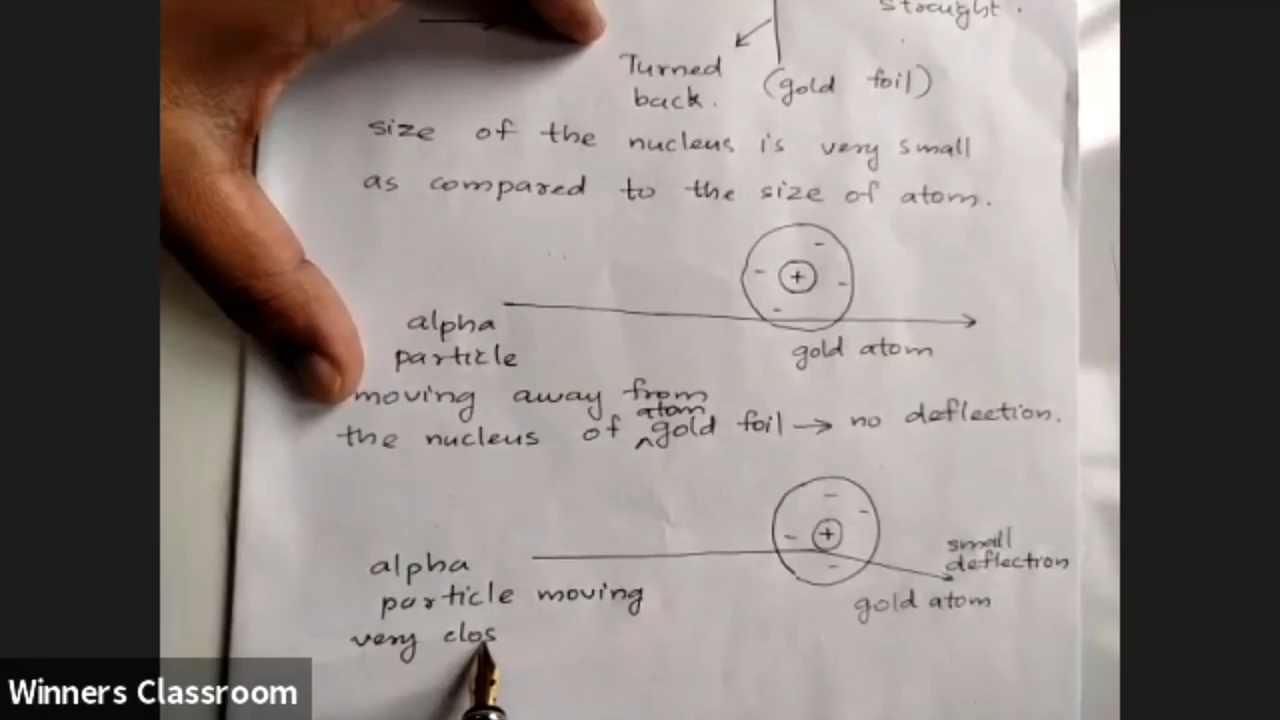 straight.
Turned
back.
(gold foil)
size of the nucleus is very small
as compared to the size of atom.
+
alpha
particle
gold atom
moving away from
the nucleus of atom gold foil → no deflection.
+
small
deflection
alpha
particle moving
gold atom
very clos
Winners Classroom